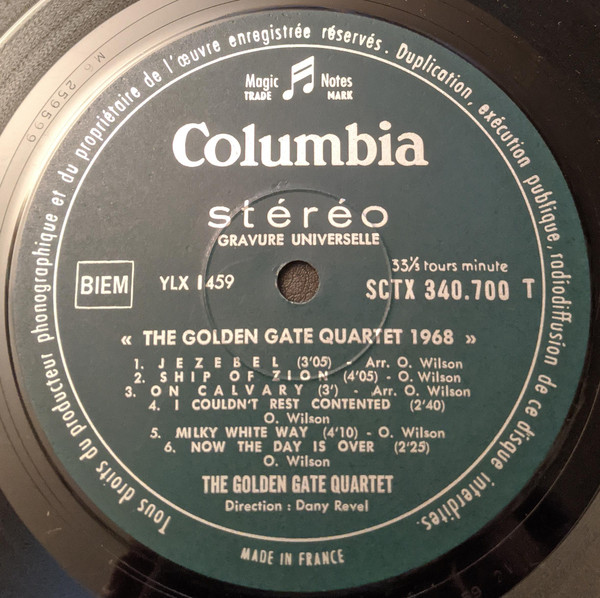 Tous droits du producteur phonographique et du propriétaire de l'œuvre enregistrée réservés. Duplication, exécution publique, radiodiffusion de ce disque interdites.
M6 259599
Magic Notes
TRADE MARK
Columbia
stéréo
GRAVURE UNIVERSELLE
33⅓ tours minute
BIEM YLX 1459 SCTX 340.700 T
« THE GOLDEN GATE QUARTET 1968 »
1. JEZEBEL (3'05) - Arr. O. Wilson
2. SHIP OF ZION (4'05) - O. Wilson
3. ON CALVARY (3') - Arr. O. Wilson
4. I COULDN'T REST CONTENTED (2'40)
O. Wilson
5. MILKY WHITE WAY (4'10) - O. Wilson
6. NOW THE DAY IS OVER (2'25)
O. Wilson
THE GOLDEN GATE QUARTET
Direction : Dany Revel
MADE IN FRANCE